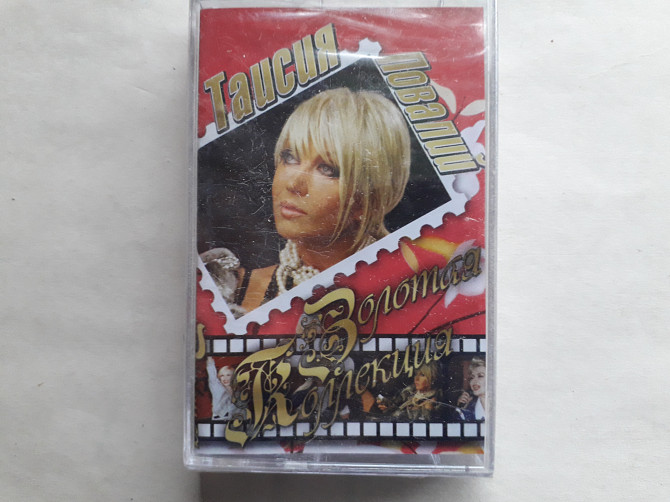 Таисия
Повалий
Золотая
Коллекция